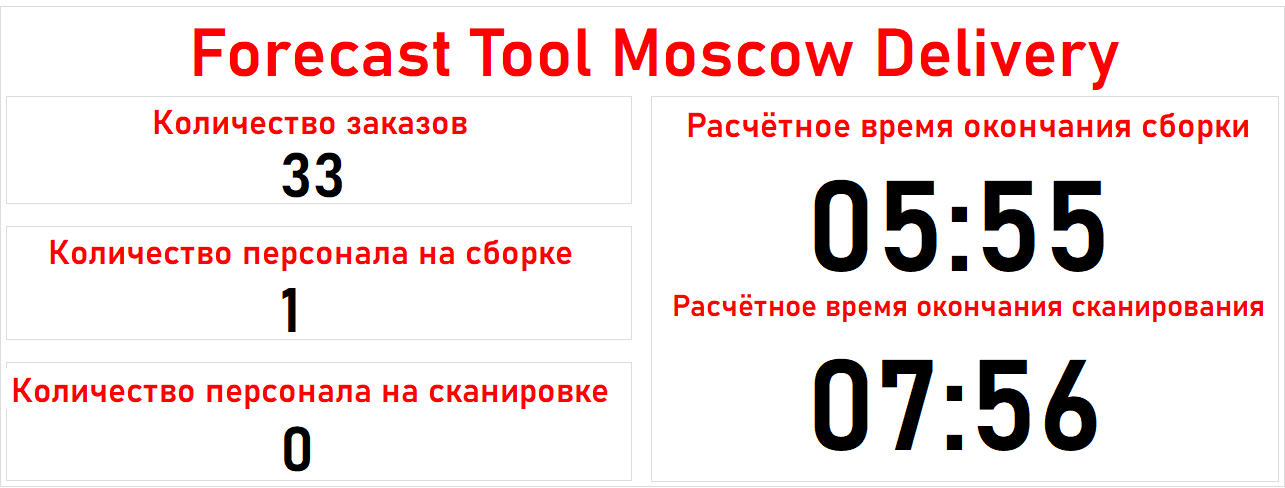 Forecast Tool Moscow Delivery
Количество заказов
33
Количество персонала на сборке
1
Количество персонала на сканировке
0
Расчётное время окончания сборки
05:55
Расчётное время окончания сканирования
07:56